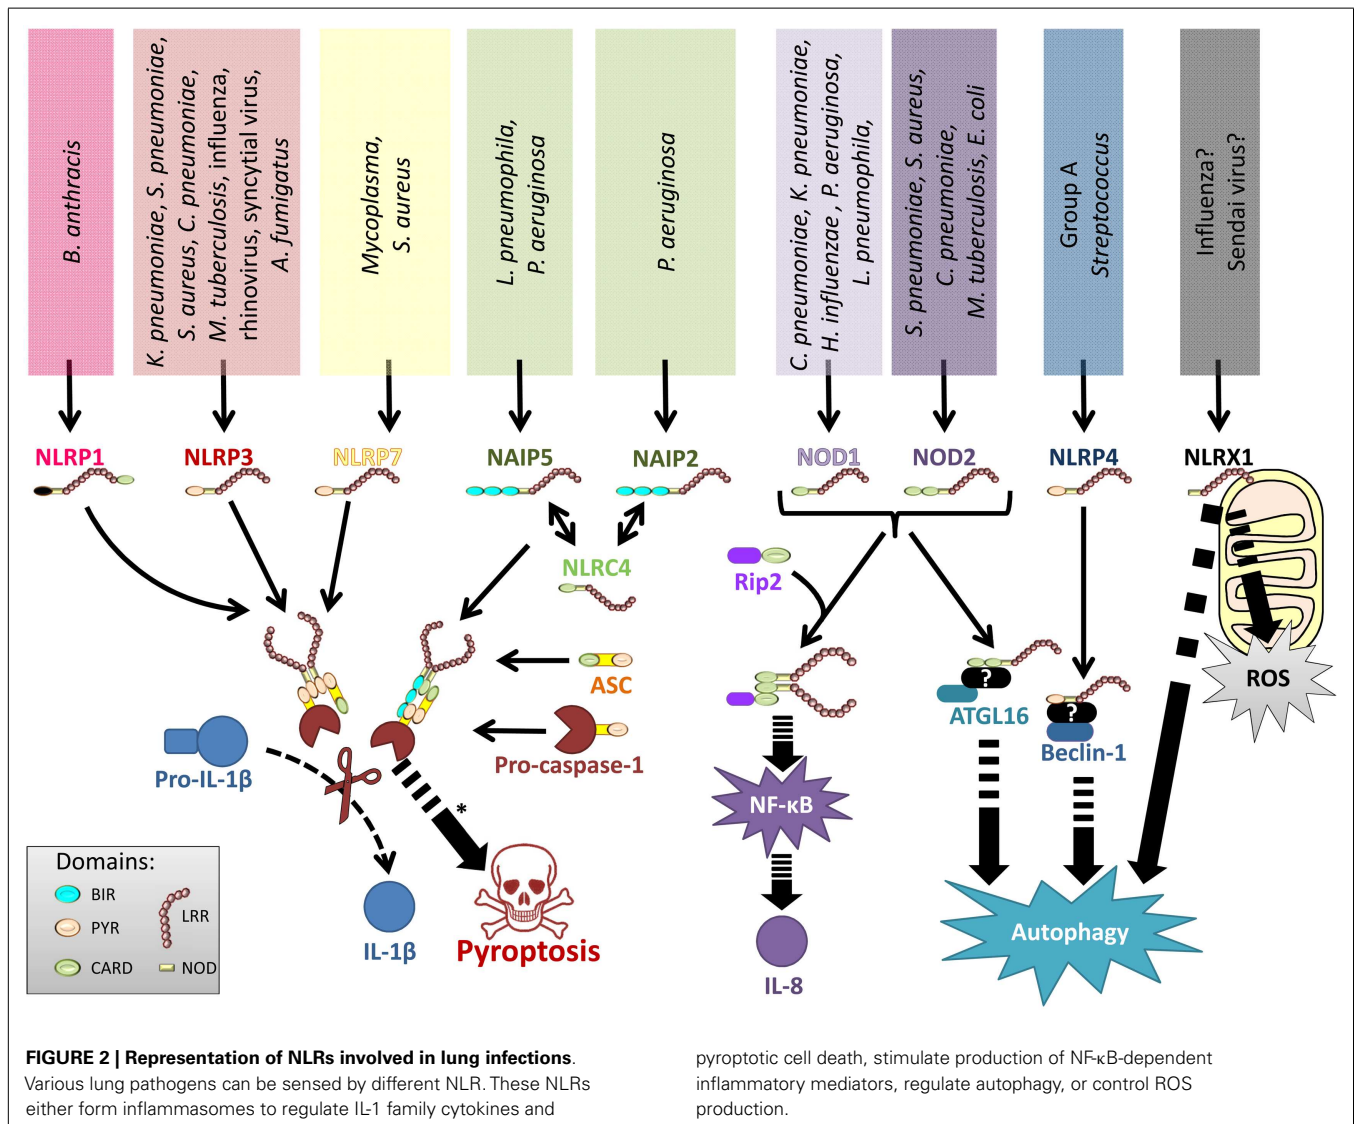 B. anthracis
K. pneumoniae, S. pneumoniae,
S. aureus, C. pneumoniae,
M. tuberculosis, influenza,
rhinovirus, syncytial virus,
A. fumigatus
Mycoplasma,
S. aureus
L. pneumophila,
P. aeruginosa
P. aeruginosa
C. pneumoniae, K. pneumoniae,
H. influenzae , P. aeruginosa,
L. pneumophila,
S. pneumoniae, S. aureus,
C. pneumoniae,
M. tuberculosis, E. coli
Group A
Streptococcus
Influenza?
Sendai virus?
NLRP1
NLRP3
NLRP7
NAIP5
NAIP2
NOD1
NOD2
NLRP4
NLRX1
NLRC4
Rip2
ASC
Pro-caspase-1
Pro-IL-1β
*
IL-1β
Pyroptosis
NF-κB
IL-8
?
ATGL16
?
Beclin-1
ROS
Autophagy
Domains:
BIR
PYR
CARD
LRR
NOD
FIGURE 2 | Representation of NLRs involved in lung infections.
Various lung pathogens can be sensed by different NLR. These NLRs
either form inflammasomes to regulate IL-1 family cytokines and
pyroptotic cell death, stimulate production of NF-κB-dependent
inflammatory mediators, regulate autophagy, or control ROS
production.